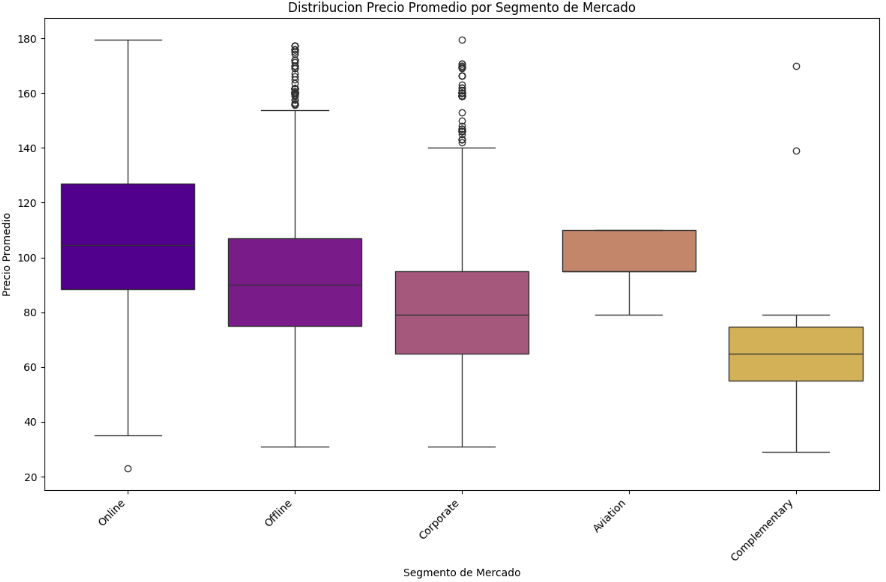 Distribucion Precio Promedio por Segmento de Mercado
Precio Promedio
180
160
140
120
100
80
60
40
20
Online
Offline
Corporate
Aviation
Complementary
Segmento de Mercado